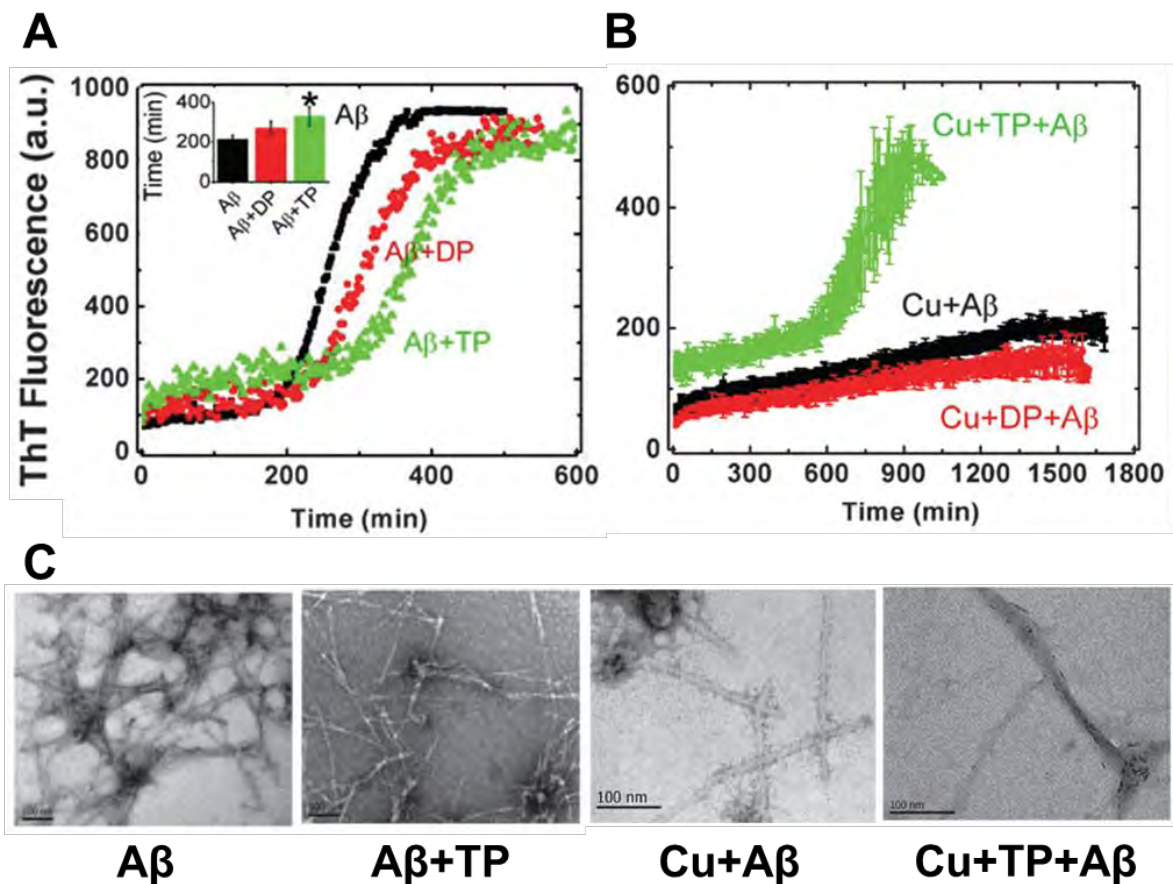 A
B
ThT Fluorescence (a.u.)
1000
800
600
400
200
0
Time (min)
400
200
0
Aβ
Aβ+DP
Aβ+TP
*
Aβ
Aβ+DP
Aβ+TP
0
200
400
600
Time (min)
600
400
200
0
Cu+TP+Aβ
Cu+Aβ
Cu+DP+Aβ
0
300
600
900
1200
1500
1800
Time (min)
C
100 nm
100 nm
100 nm
Aβ
Aβ+TP
Cu+Aβ
Cu+TP+Aβ